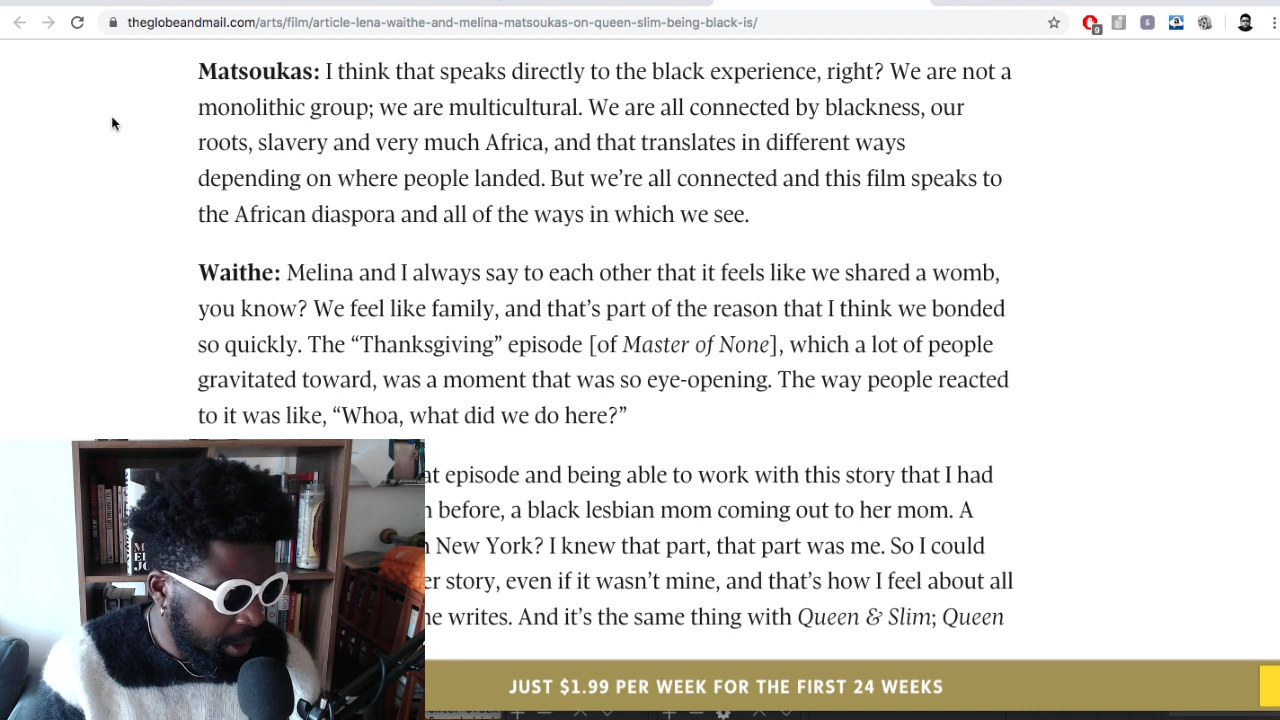 theglobeandmail.com/arts/film/article-lena-waithe-and-melina-matsoukas-on-queen-slim-being-black-is/
9
Matsoukas: I think that speaks directly to the black experience, right? We are not a
monolithic group; we are multicultural. We are all connected by blackness, our
roots, slavery and very much Africa, and that translates in different ways
depending on where people landed. But we’re all connected and this film speaks to
the African diaspora and all of the ways in which we see.
Waithe: Melina and I always say to each other that it feels like we shared a womb,
you know? We feel like family, and that’s part of the reason that I think we bonded
so quickly. The “Thanksgiving” episode [of Master of None], which a lot of people
gravitated toward, was a moment that was so eye-opening. The way people reacted
to it was like, “Whoa, what did we do here?”
at episode and being able to work with this story that I had
before, a black lesbian mom coming out to her mom. A
New York? I knew that part, that part was me. So I could
er story, even if it wasn’t mine, and that’s how I feel about all
he writes. And it’s the same thing with Queen & Slim; Queen
JUST $1.99 PER WEEK FOR THE FIRST 24 WEEKS